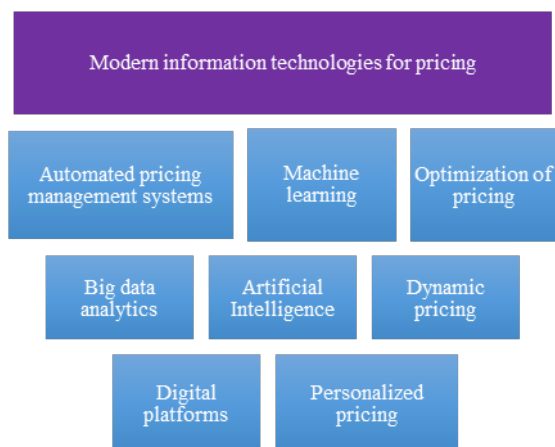 Modern information technologies for pricing
Automated pricing
management systems
Machine
learning
Optimization of
pricing
Big data
analytics
Artificial
Intelligence
Dynamic
pricing
Digital
platforms
Personalized
pricing